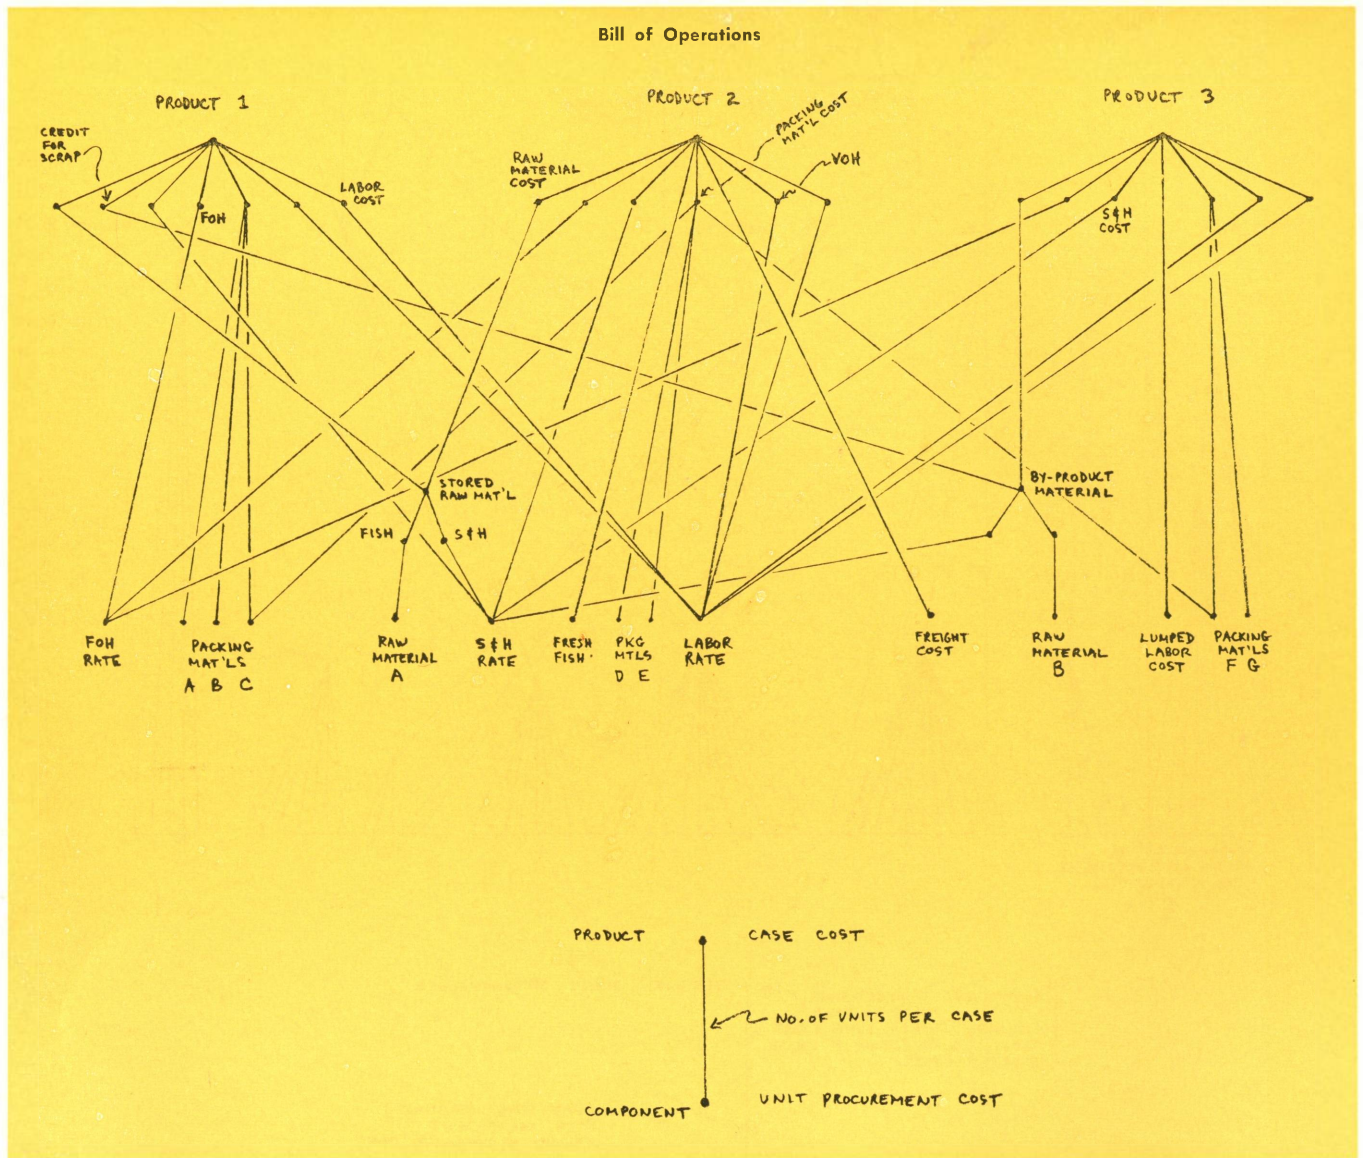 Bill of Operations
PRODUCT 1
PRODUCT 2
PRODUCT 3
CREDIT
FOR
SCRAP
FOH
LABOR
COST
RAW
MATERIAL
COST
PACKING
MAT'L COST
VOH
S&H
COST
STORED
RAW MAT'L
FISH
S&H
BY-PRODUCT
MATERIAL
FOH
RATE
PACKING
MAT'LS
A B C
RAW
MATERIAL
A
S&H
RATE
FRESH
FISH
PKG
MTLS
D E
LABOR
RATE
FREIGHT
COST
RAW
MATERIAL
B
LUMPED
LABOR
COST
PACKING
MAT'LS
F G
PRODUCT
CASE COST
NO. OF UNITS PER CASE
COMPONENT
UNIT PROCUREMENT COST